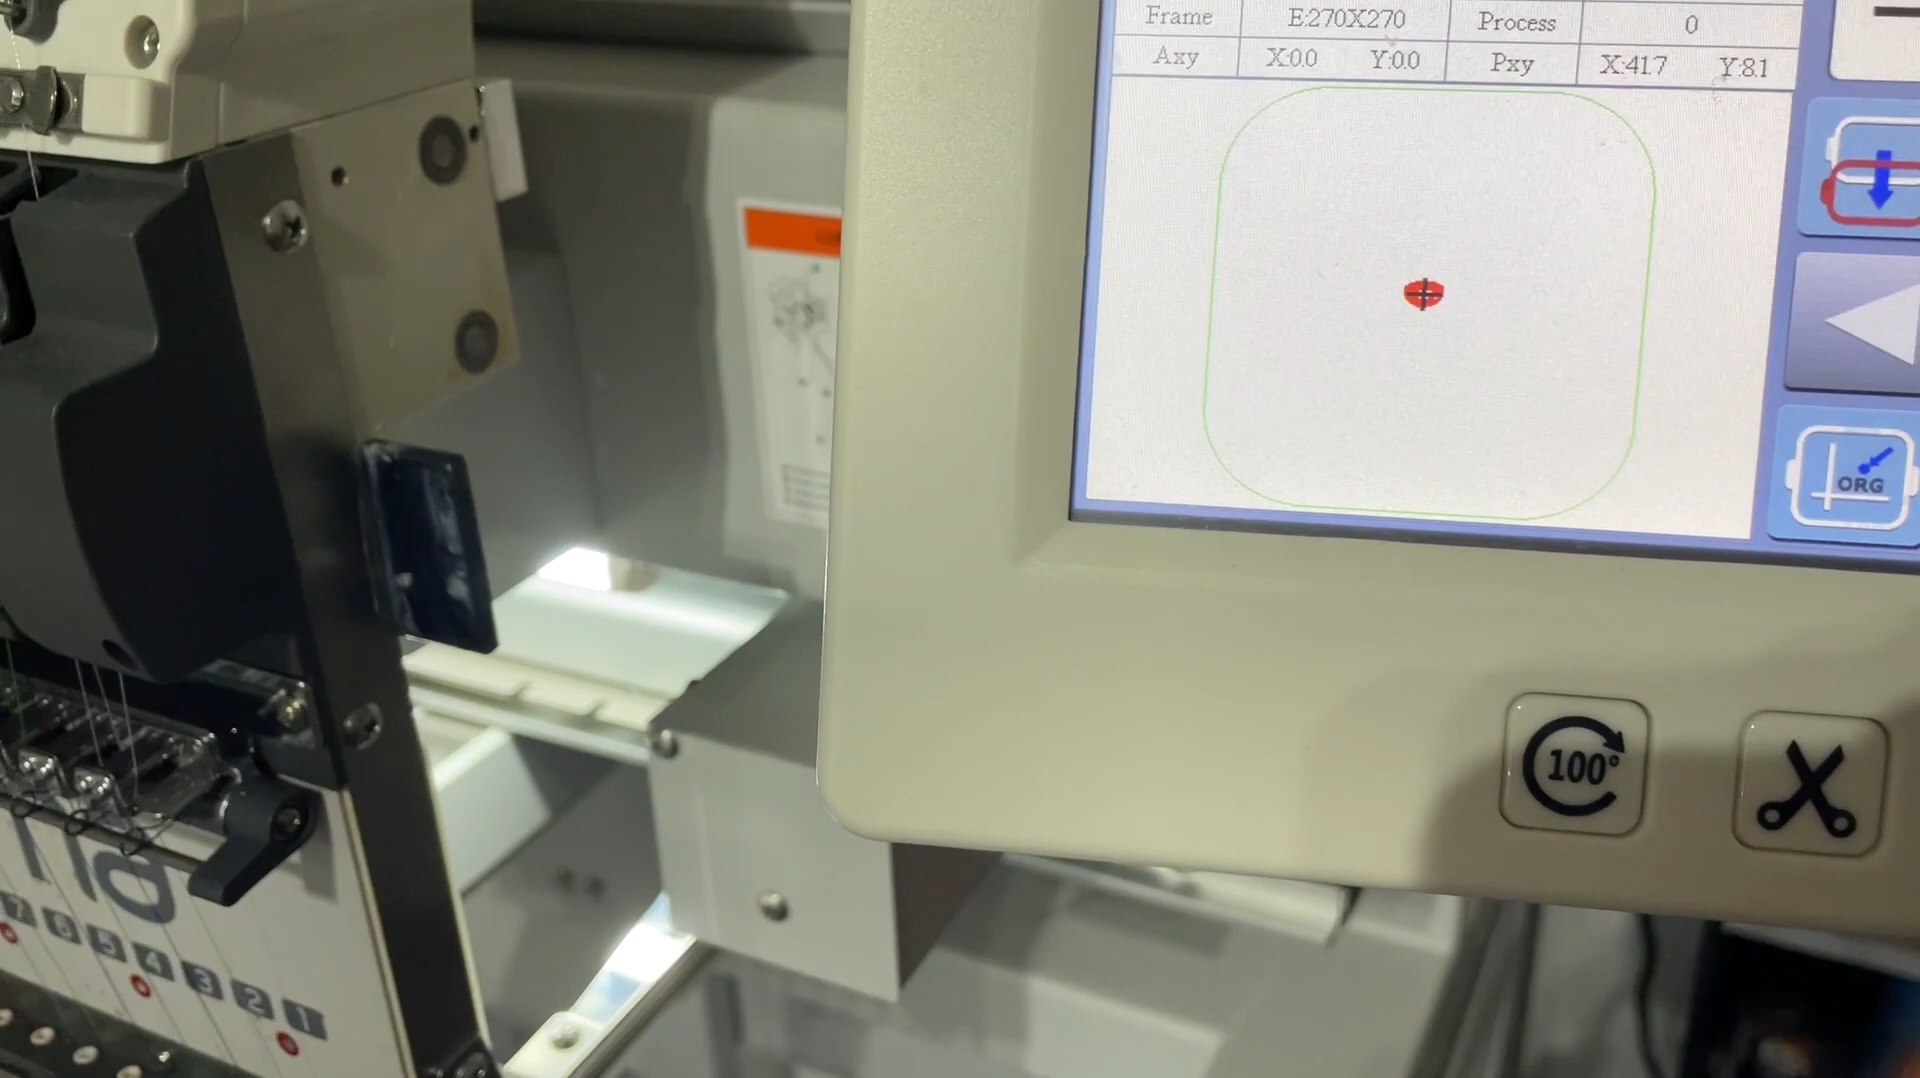 Frame E:270X270 Process 0
Axy X:0.0 Y:0.0 Pxy X:41.7 Y:8.1
ORG
100°
7 6 5 4 3 2 1